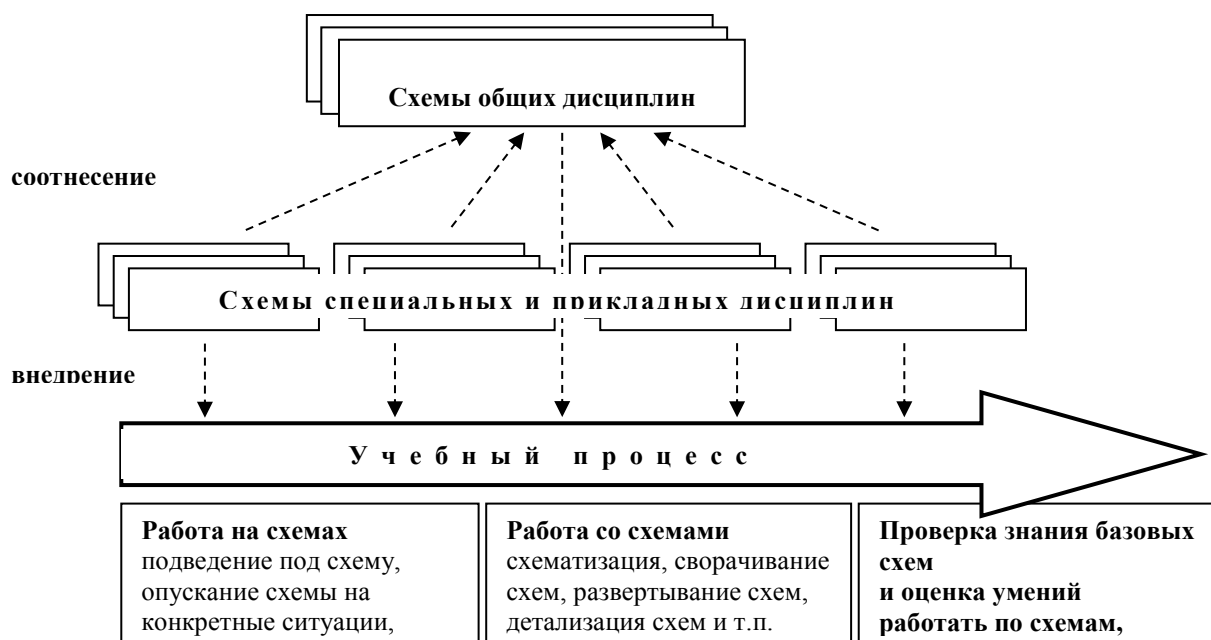 Схемы общих дисциплин
соотнесение
Схемы специальных и прикладных дисциплин
внедрение
Учебный процесс
Работа на схемах
подведение под схему,
опускание схемы на
конкретные ситуации,
Работа со схемами
схематизация, сворачивание
схем, развертывание схем,
детализация схем и т.п.
Проверка знания базовых
схем
и оценка умений
работать по схемам,